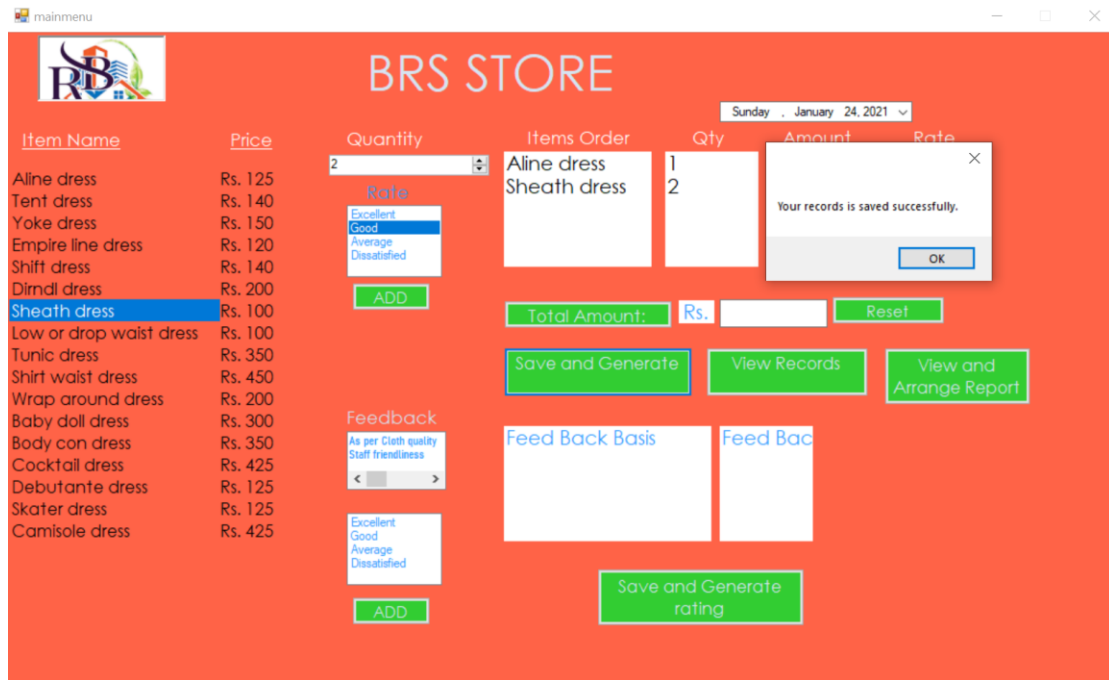 mainmenu
RBS
BRS STORE
Sunday , January 24, 2021
Item Name Price Quantity Items Order Qty Amount Rate
2
Aline dress Rs. 125
Tent dress Rs. 140
Yoke dress Rs. 150
Empire line dress Rs. 120
Shift dress Rs. 140
Dirndl dress Rs. 200
Sheath dress Rs. 100
Low or drop waist dress Rs. 100
Tunic dress Rs. 350
Shirt waist dress Rs. 450
Wrap around dress Rs. 200
Baby doll dress Rs. 300
Body con dress Rs. 350
Cocktail dress Rs. 425
Debutante dress Rs. 125
Skater dress Rs. 125
Camisole dress Rs. 425
Rate
Excellent
Good
Average
Dissatisfied
ADD
Aline dress 1
Sheath dress 2
Your records is saved successfully.
OK
Total Amount: Rs. Reset
Save and Generate View Records View and
Arrange Report
Feedback
As per Cloth quality
Staff friendliness
Excellent
Good
Average
Dissatisfied
ADD
Feed Back Basis Feed Bac
Save and Generate
rating